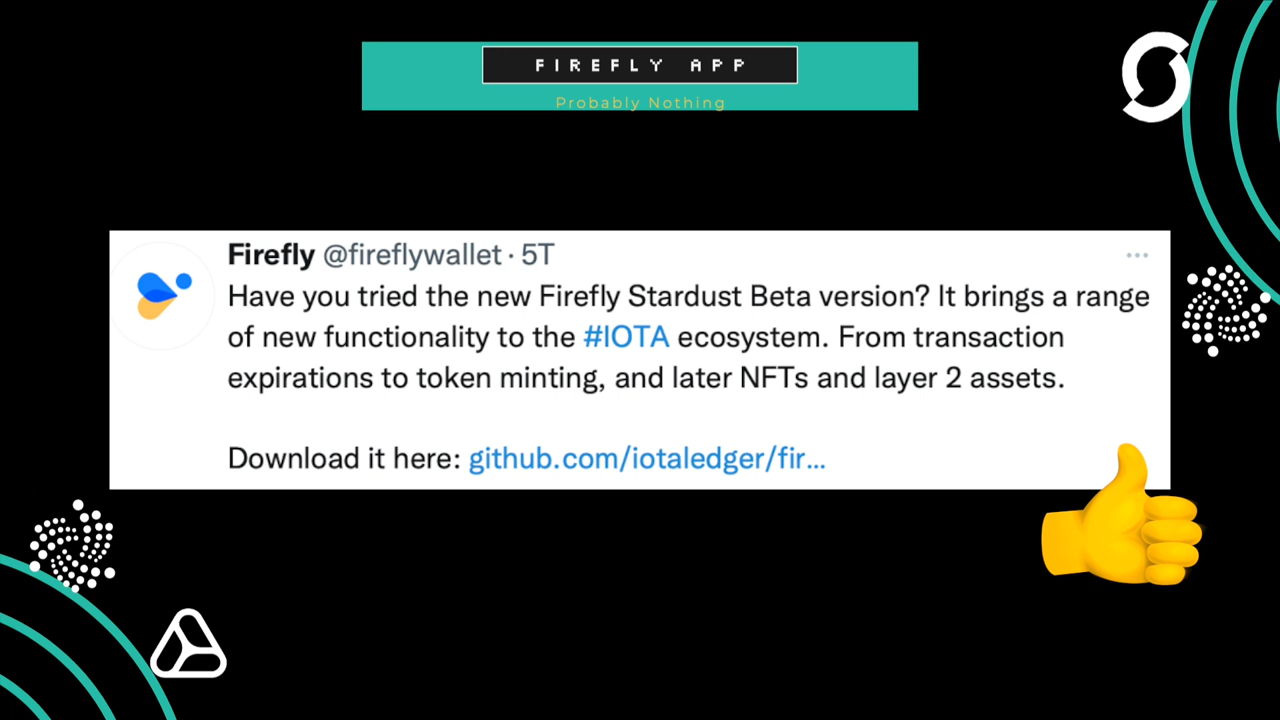 FIREFLY APP
Probably Nothing
Firefly @fireflywallet · 5T
Have you tried the new Firefly Stardust Beta version? It brings a range
of new functionality to the #IOTA ecosystem. From transaction
expirations to token minting, and later NFTs and layer 2 assets.
Download it here: github.com/iotaledger/fir...